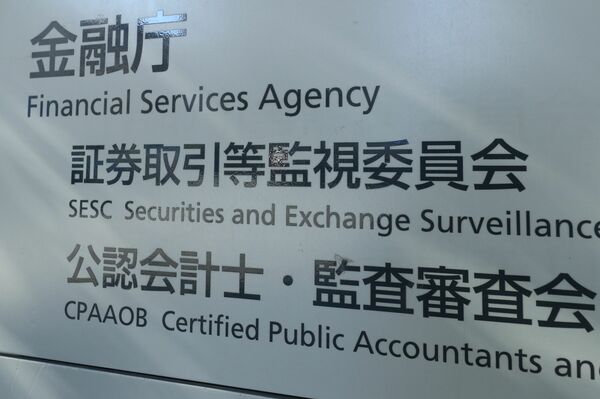 金融庁
Financial Services Agency
証券取引等監視委員会
SESC Securities and Exchange Surveillance
公認会計士・監査審査会
CPAAOB Certified Public Accountants and